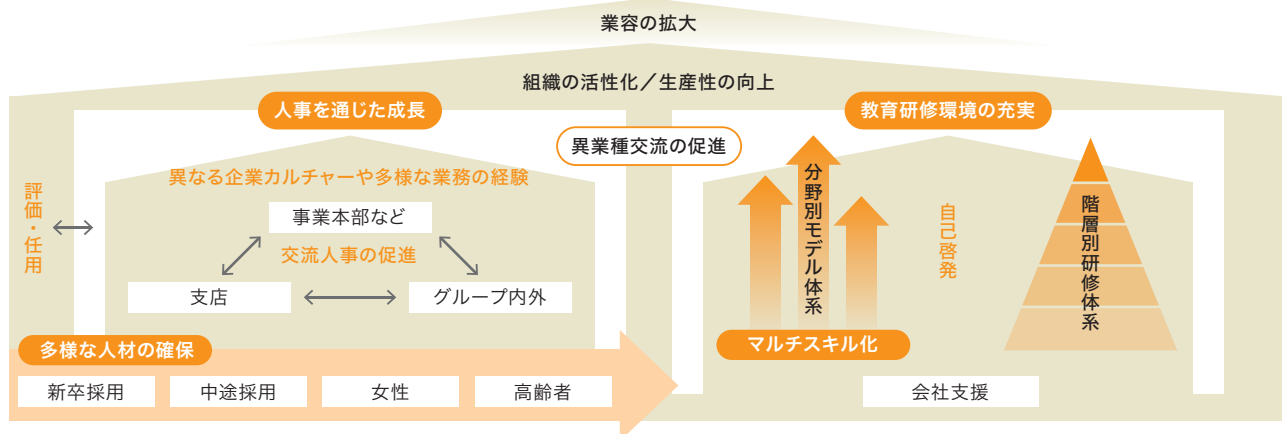 業容の拡大
組織の活性化／生産性の向上
人事を通じた成長
教育研修環境の充実
異業種交流の促進
評価・任用
異なる企業カルチャーや多様な業務の経験
事業本部など
交流人事の促進
支店
グループ内外
分野別モデル体系
自己啓発
階層別研修体系
マルチスキル化
多様な人材の確保
新卒採用
中途採用
女性
高齢者
会社支援